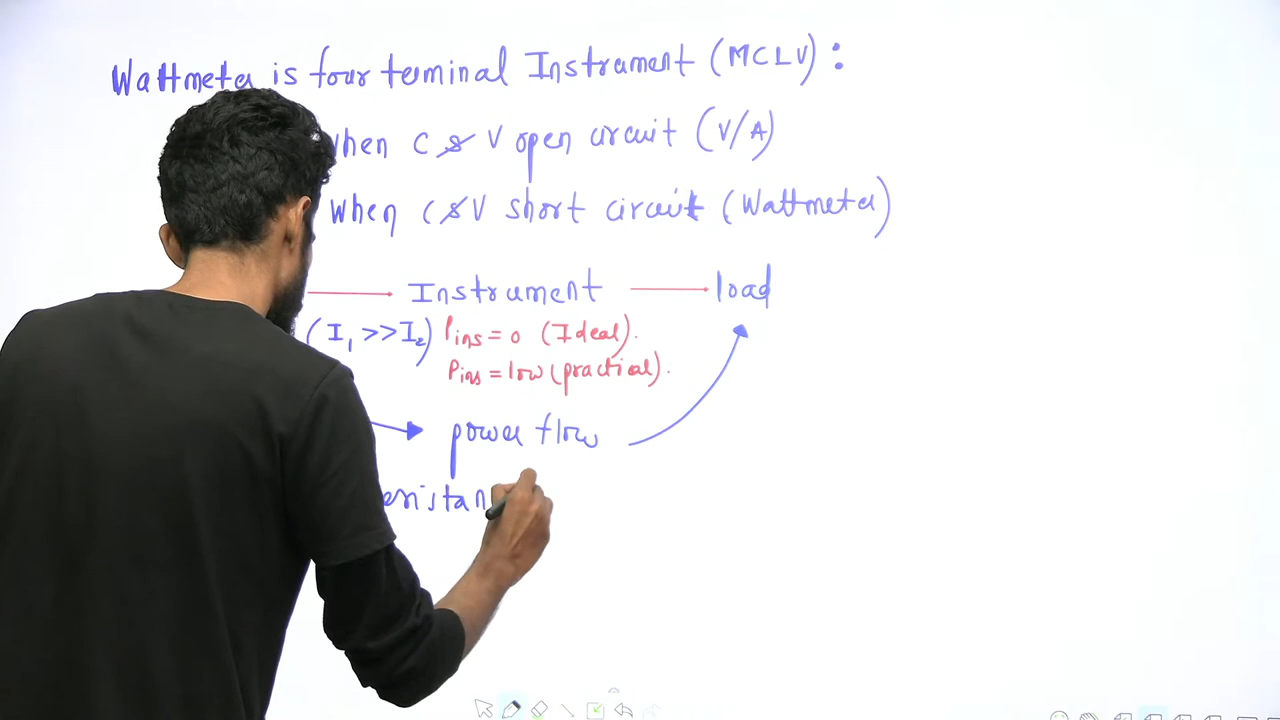 Wattmeter is four terminal Instrument (MCLV) :
When C & V open circuit (V/A)
When C & V short circuit (Wattmeter)
Instrument load
(I₁ >> I₂) Pins = 0 (Ideal).
Pins = low (practical).
power flow